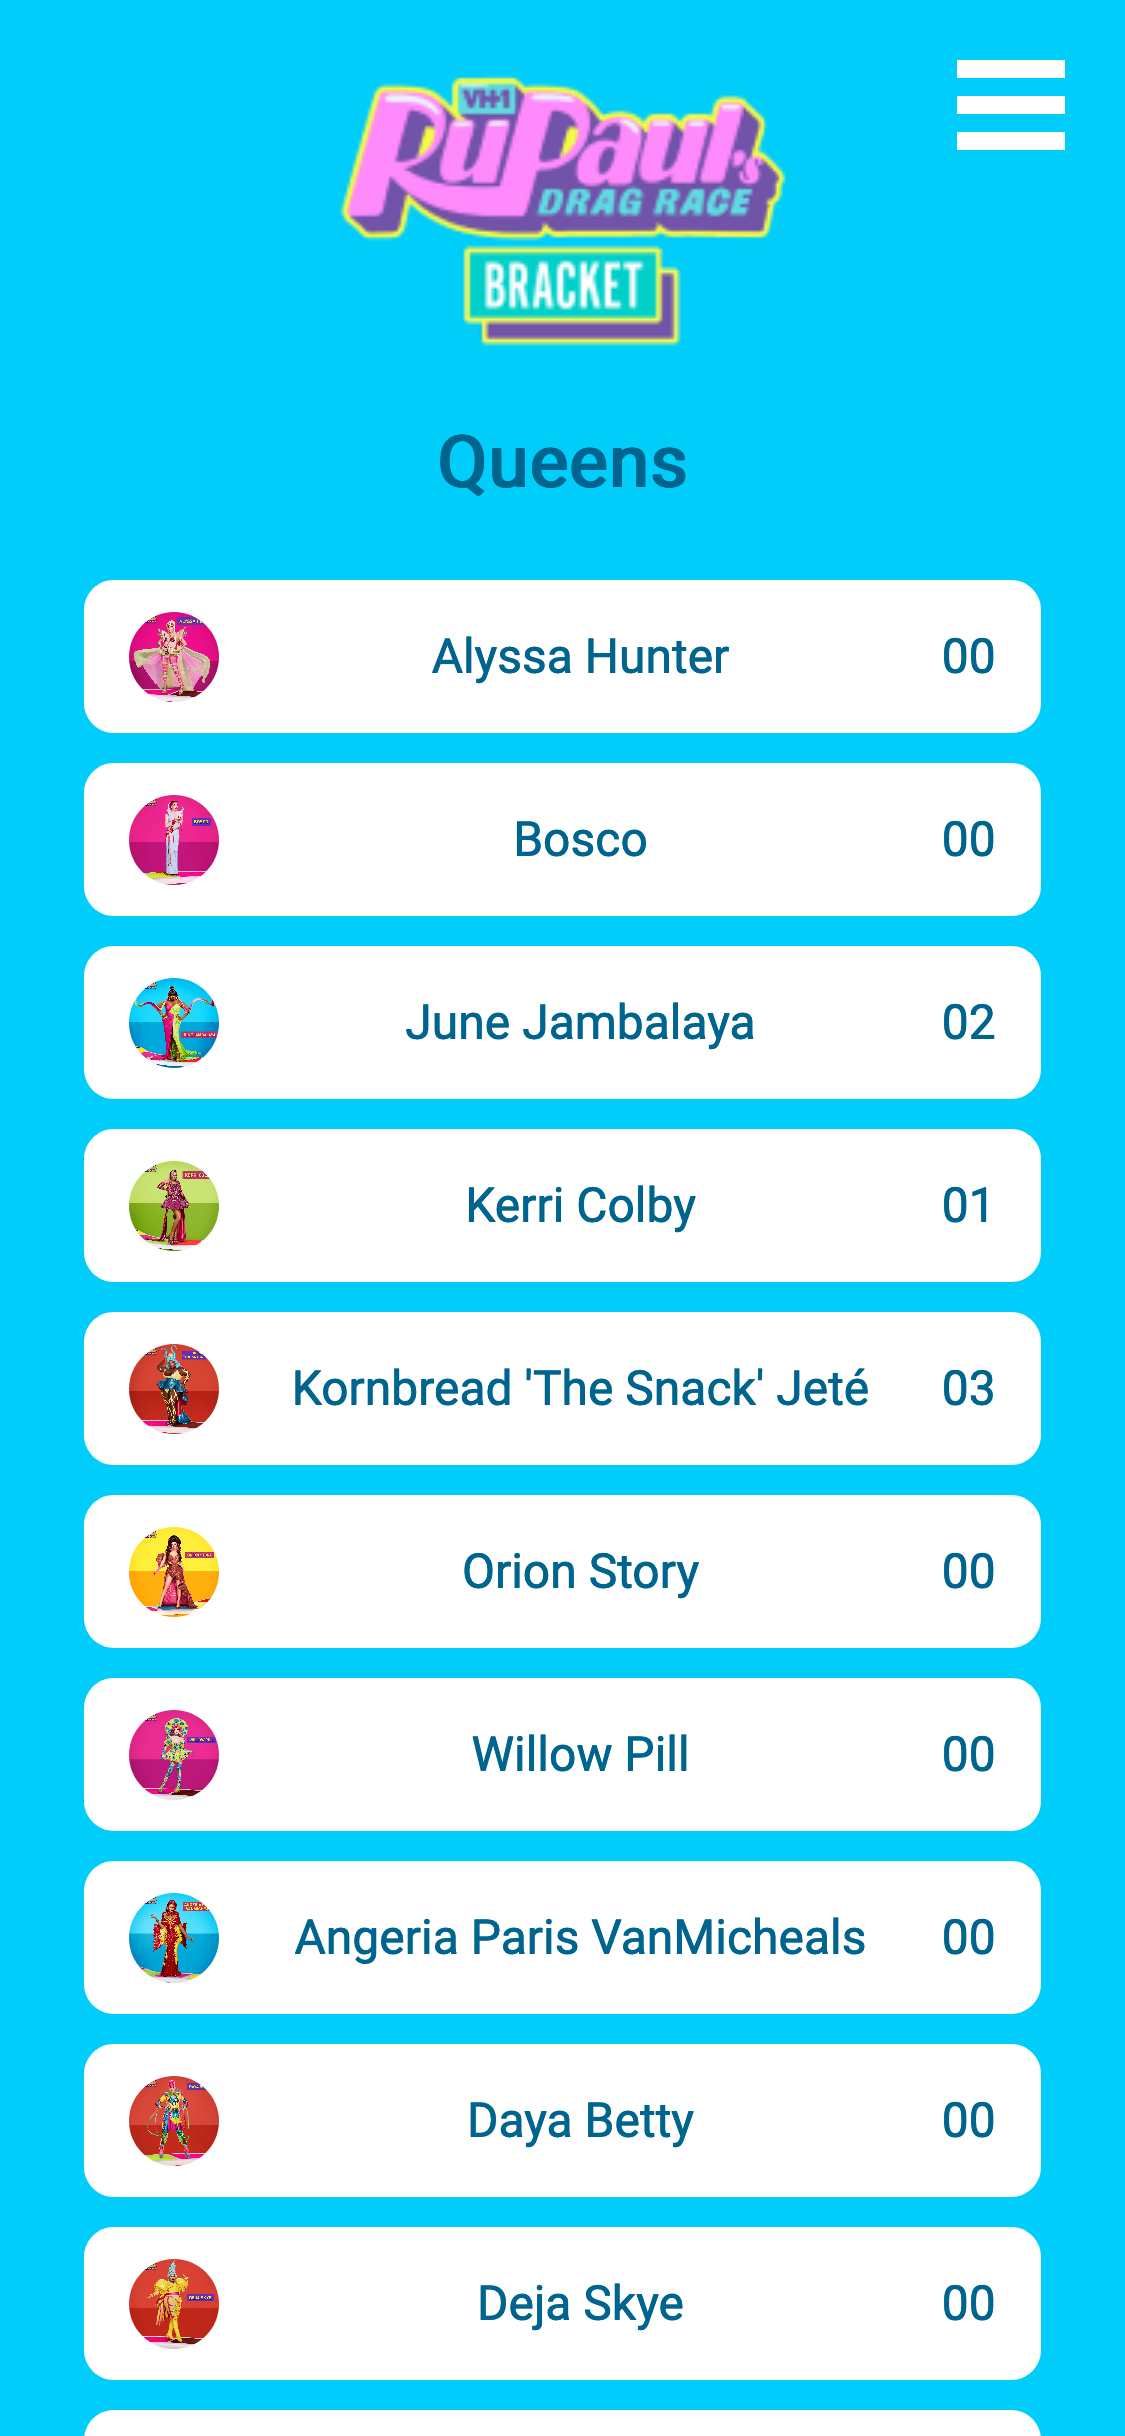 VH1
RuPaul's
DRAG RACE
BRACKET
Queens
Alyssa Hunter 00
Bosco 00
June Jambalaya 02
Kerri Colby 01
Kornbread 'The Snack' Jeté 03
Orion Story 00
Willow Pill 00
Angeria Paris VanMicheals 00
Daya Betty 00
Deja Skye 00